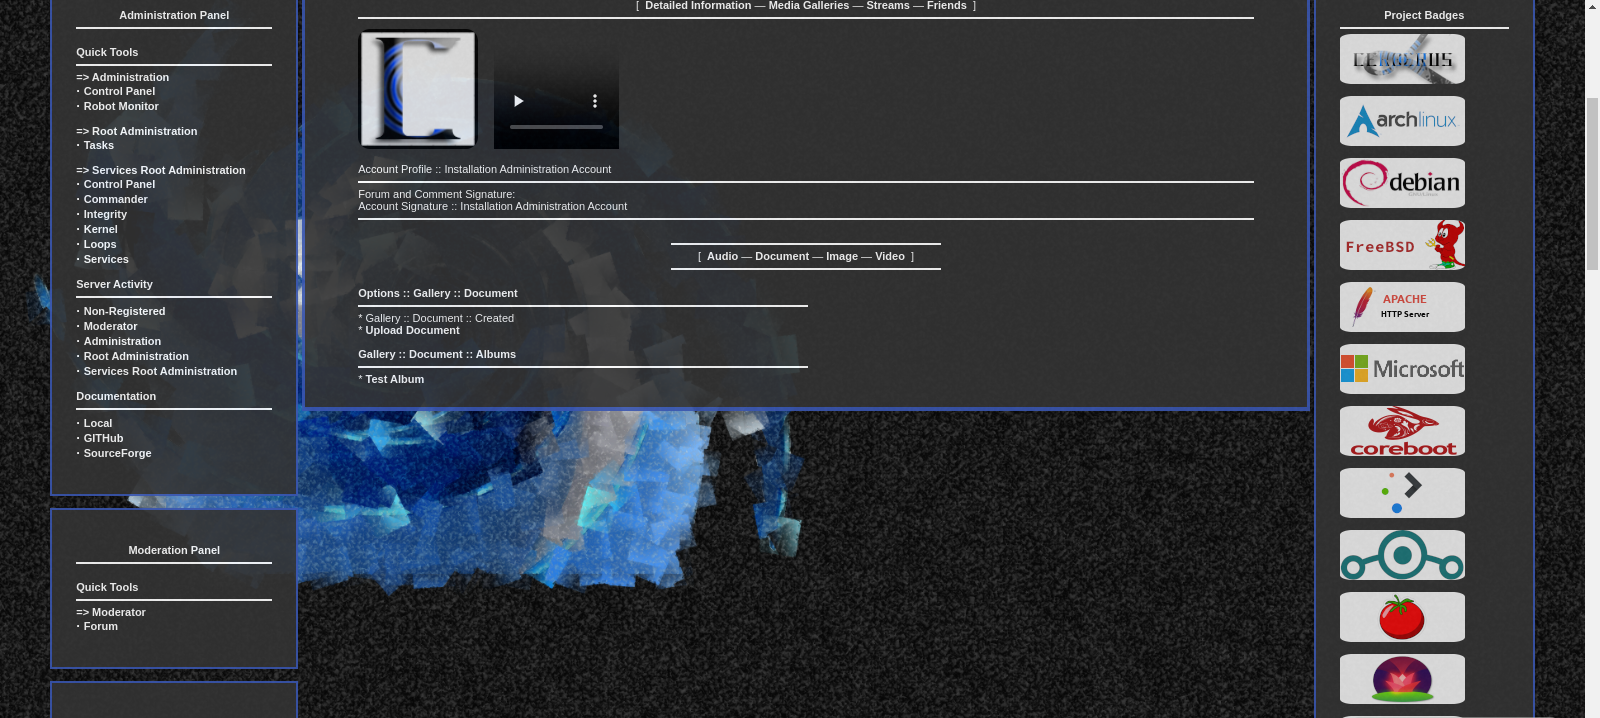 Administration Panel
Quick Tools
=> Administration
· Control Panel
· Robot Monitor
=> Root Administration
· Tasks
=> Services Root Administration
· Control Panel
· Commander
· Integrity
· Kernel
· Loops
· Services
Server Activity
· Non-Registered
· Moderator
· Administration
· Root Administration
· Services Root Administration
Documentation
· Local
· GITHub
· SourceForge
Moderation Panel
Quick Tools
=> Moderator
· Forum
[ Detailed Information — Media Galleries — Streams — Friends ]
Account Profile :: Installation Administration Account
Forum and Comment Signature:
Account Signature :: Installation Administration Account
[ Audio — Document — Image — Video ]
Options :: Gallery :: Document
* Gallery :: Document :: Created
* Upload Document
Gallery :: Document :: Albums
* Test Album
Project Badges
CERBERUS
archlinux
debian
FreeBSD
APACHE
HTTP Server
Microsoft
coreboot